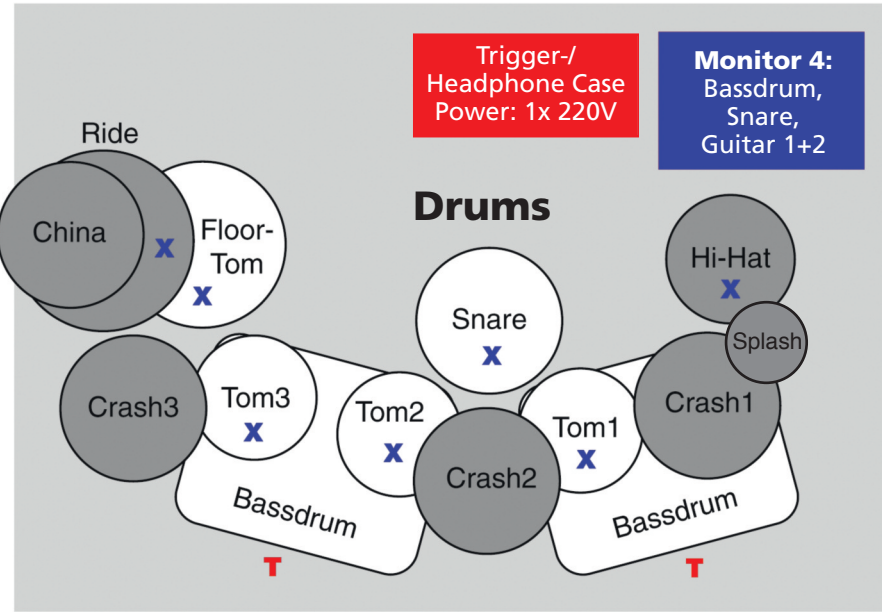 Trigger-/
Headphone Case
Power: 1x 220V
Monitor 4:
Bassdrum,
Snare,
Guitar 1+2
Drums
Ride
China
Floor-
Tom
X
X
Hi-Hat
X
Snare
X
Splash
Crash3
Tom3
X
Tom2
X
Crash2
Tom1
X
Crash1
Bassdrum
T
Bassdrum
T